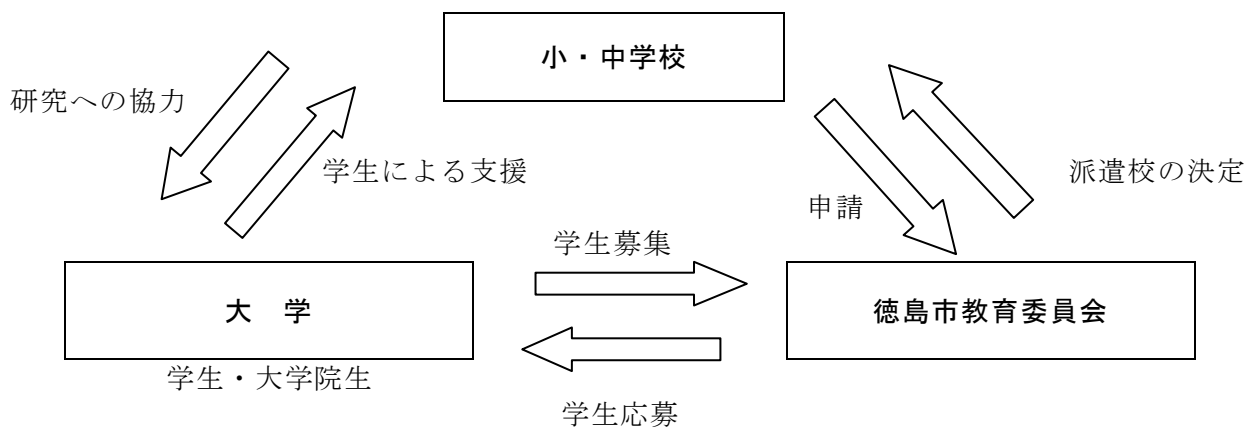 小・中学校
研究への協力
学生による支援
派遣校の決定
申請
学生募集
大 学
徳島市教育委員会
学生・大学院生
学生応募